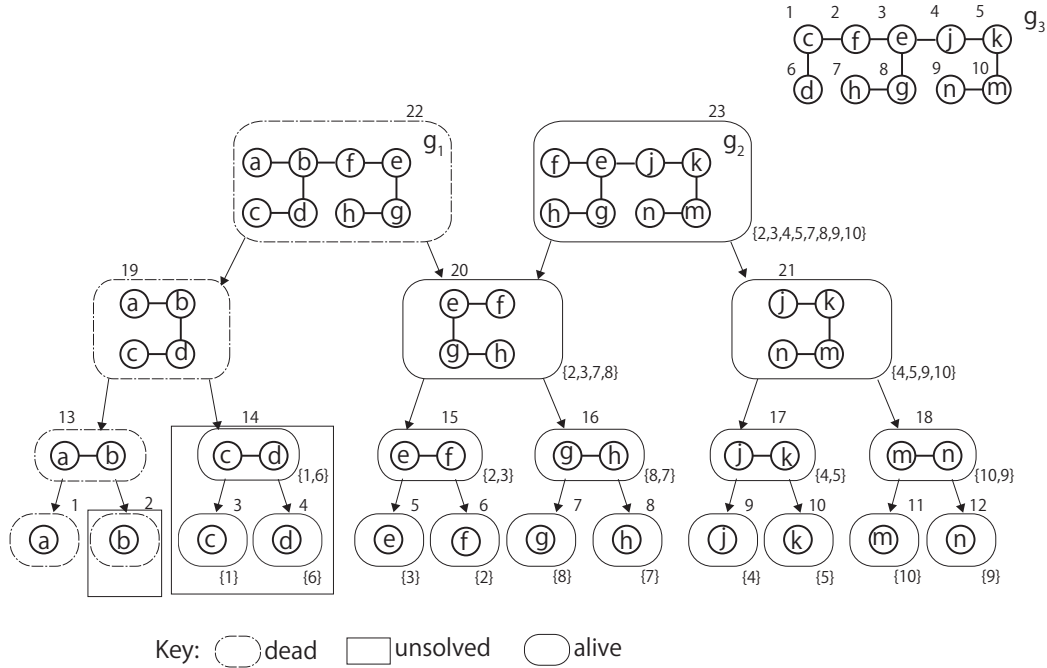 1 2 3 4 5 g3
c f e j k
6 7 8 9 10
d h g n m
22 23
g1 g2
a b f e f e j k
c d h g h g n m
{2,3,4,5,7,8,9,10}
19 20 21
a b e f j k
c d g h n m
{2,3,7,8} {4,5,9,10}
13 14 15 16 17 18
a b c d e f g h j k m n
{1,6} {2,3} {8,7} {4,5} {10,9}
1 2 3 4 5 6 7 8 9 10 11 12
a b c d e f g h j k m n
{1} {6} {3} {2} {8} {7} {4} {5} {10} {9}
Key: dead unsolved alive